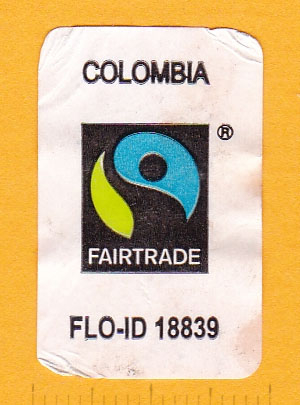 COLOMBIA
®
FAIRTRADE
FLO-ID 18839